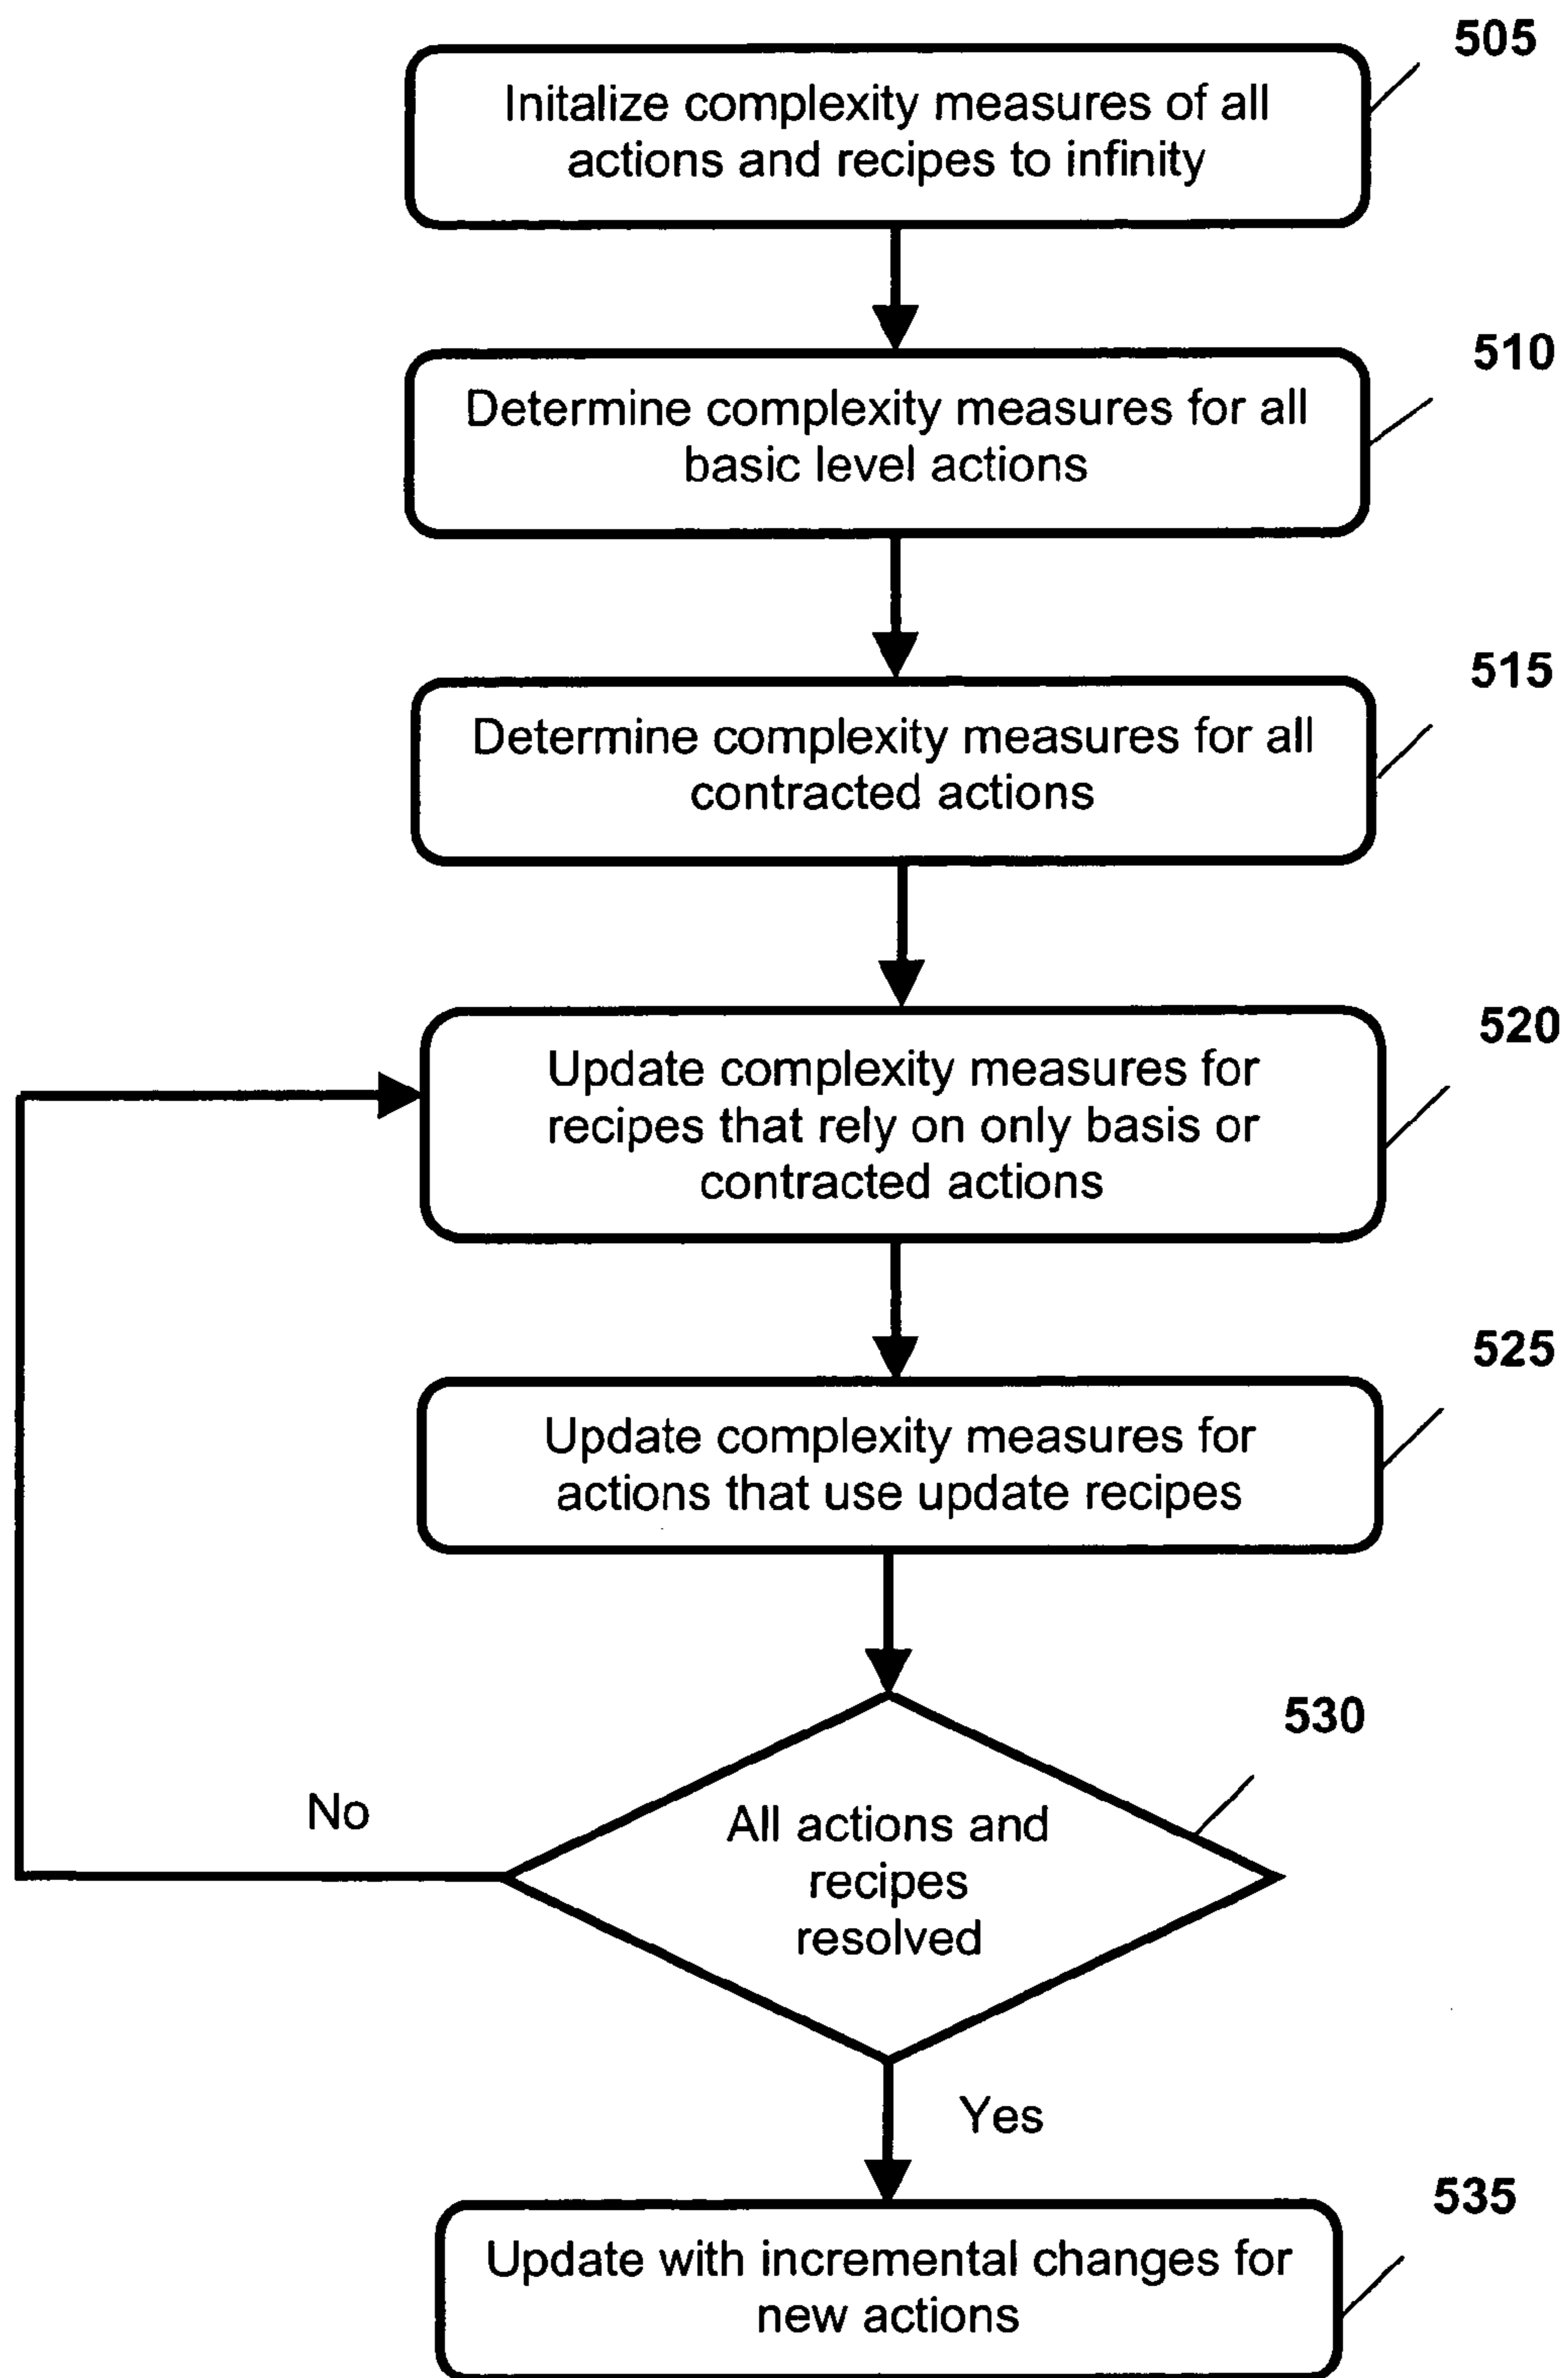 505
Initalize complexity measures of all
actions and recipes to infinity
510
Determine complexity measures for all
basic level actions
515
Determine complexity measures for all
contracted actions
520
Update complexity measures for
recipes that rely on only basis or
contracted actions
525
Update complexity measures for
actions that use update recipes
530
All actions and
recipes
resolved
No
Yes
535
Update with incremental changes for
new actions